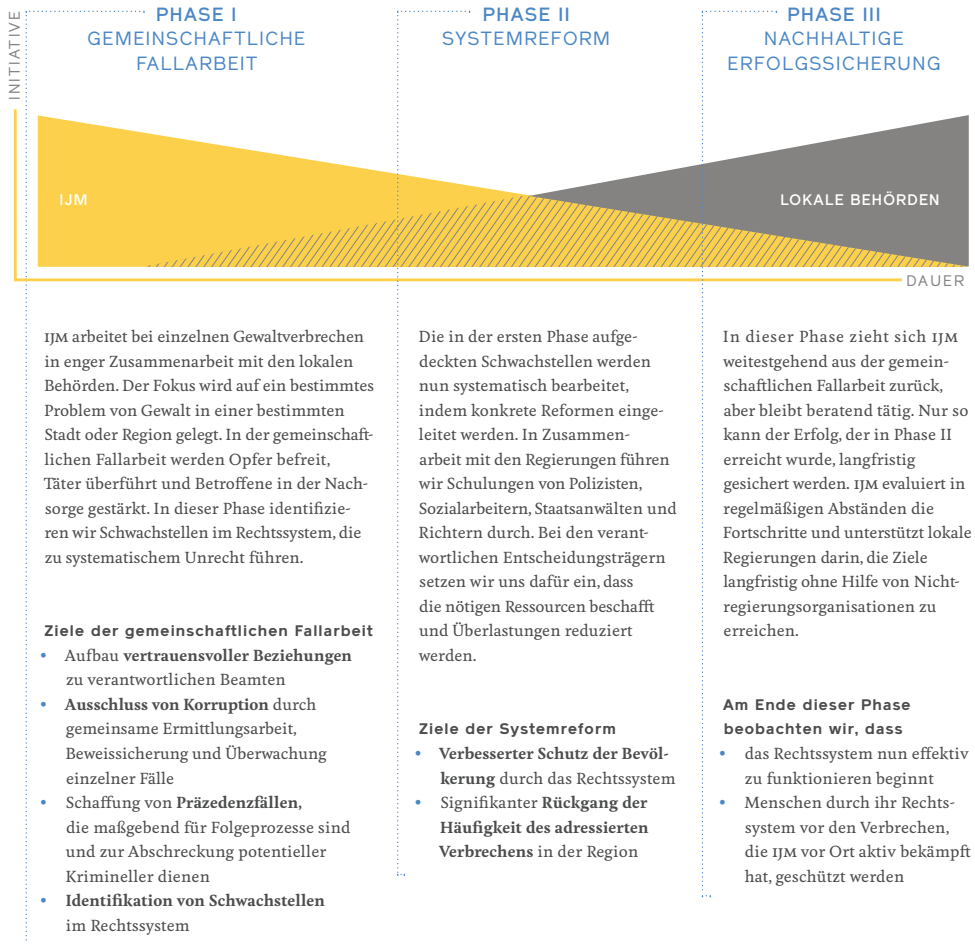 INITIATIVE
PHASE I
GEMEINSCHAFTLICHE
FALLARBEIT
PHASE II
SYSTEMREFORM
PHASE III
NACHHALTIGE
ERFOLGSSICHERUNG
IJM
LOKALE BEHÖRDEN
DAUER
IJM arbeitet bei einzelnen Gewaltverbrechen
in enger Zusammenarbeit mit den lokalen
Behörden. Der Fokus wird auf ein bestimmtes
Problem von Gewalt in einer bestimmten
Stadt oder Region gelegt. In der gemeinschaft-
lichen Fallarbeit werden Opfer befreit,
Täter überführt und Betroffene in der Nach-
sorge gestärkt. In dieser Phase identifizie-
ren wir Schwachstellen im Rechtssystem, die
zu systematischem Unrecht führen.
Ziele der gemeinschaftlichen Fallarbeit
• Aufbau vertrauensvoller Beziehungen
zu verantwortlichen Beamten
• Ausschluss von Korruption durch
gemeinsame Ermittlungsarbeit,
Beweissicherung und Überwachung
einzelner Fälle
• Schaffung von Präzedenzfällen,
die maßgebend für Folgeprozesse sind
und zur Abschreckung potentieller
Krimineller dienen
• Identifikation von Schwachstellen
im Rechtssystem
Die in der ersten Phase aufge-
deckten Schwachstellen werden
nun systematisch bearbeitet,
indem konkrete Reformen einge-
leitet werden. In Zusammen-
arbeit mit den Regierungen führen
wir Schulungen von Polizisten,
Sozialarbeitern, Staatsanwälten und
Richtern durch. Bei den verant-
wortlichen Entscheidungsträgern
setzen wir uns dafür ein, dass
die nötigen Ressourcen beschafft
und Überlastungen reduziert
werden.
Ziele der Systemreform
• Verbesserter Schutz der Bevöl-
kerung durch das Rechtssystem
• Signifikanter Rückgang der
Häufigkeit des adressierten
Verbrechens in der Region
In dieser Phase zieht sich IJM
weitestgehend aus der gemein-
schaftlichen Fallarbeit zurück,
aber bleibt beratend tätig. Nur so
kann der Erfolg, der in Phase II
erreicht wurde, langfristig
gesichert werden. IJM evaluiert in
regelmäßigen Abständen die
Fortschritte und unterstützt lokale
Regierungen darin, die Ziele
langfristig ohne Hilfe von Nicht-
regierungsorganisationen zu
erreichen.
Am Ende dieser Phase
beobachten wir, dass
• das Rechtssystem nun effektiv
zu funktionieren beginnt
• Menschen durch ihr Rechts-
system vor den Verbrechen,
die IJM vor Ort aktiv bekämpft
hat, geschützt werden